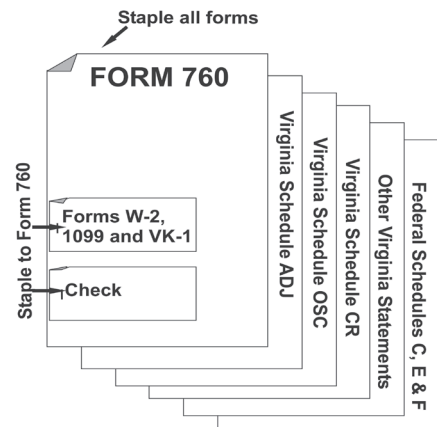 Staple all forms
FORM 760
Staple to Form 760
Forms W-2,
1099 and VK-1
Check
Virginia Schedule ADJ
Virginia Schedule OSC
Virginia Schedule CR
Other Virginia Statements
Federal Schedules C, E & F